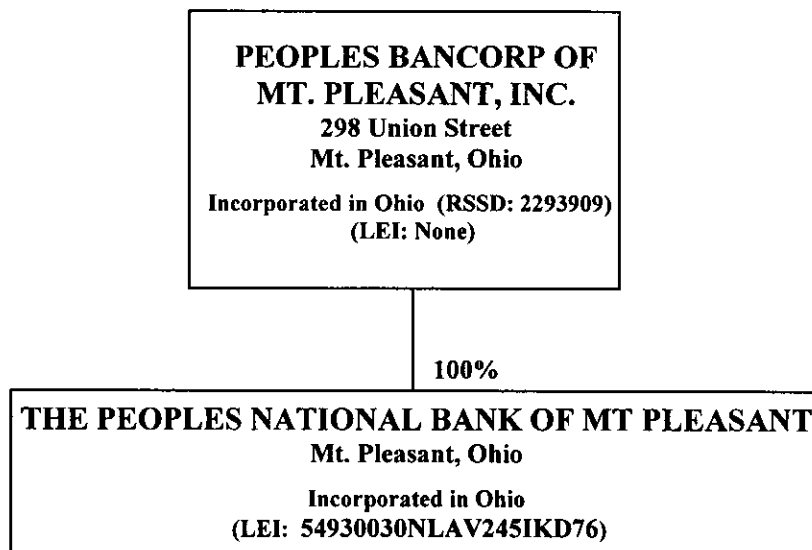 PEOPLES BANCORP OF
MT. PLEASANT, INC.
298 Union Street
Mt. Pleasant, Ohio
Incorporated in Ohio (RSSD: 2293909)
(LEI: None)
100%
THE PEOPLES NATIONAL BANK OF MT PLEASANT
Mt. Pleasant, Ohio
Incorporated in Ohio
(LEI: 54930030NLAV245IKD76)